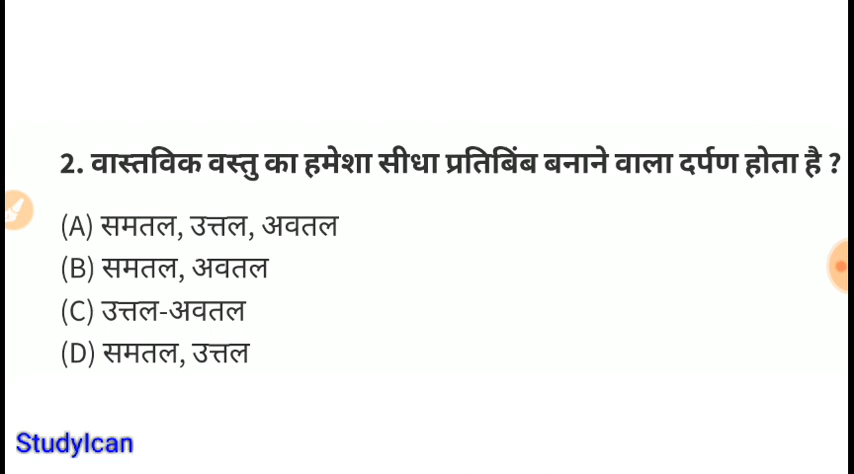 2. वास्तविक वस्तु का हमेशा सीधा प्रतिबिंब बनाने वाला दर्पण होता है ?
(A) समतल, उत्तल, अवतल
(B) समतल, अवतल
(C) उत्तल-अवतल
(D) समतल, उत्तल
StudyIcan